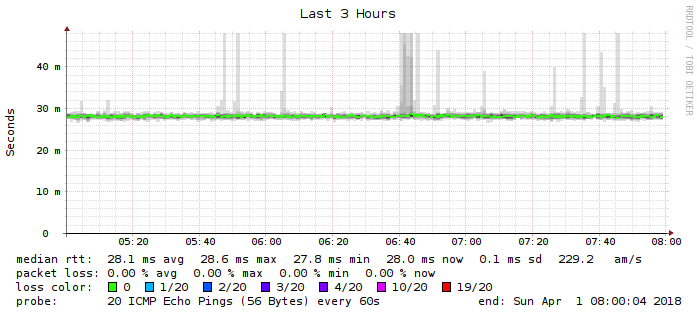 Last 3 Hours
RRDTOOL / TOBI OETIKER
Seconds
40 m
30 m
20 m
10 m
0
05:20 05:40 06:00 06:20 06:40 07:00 07:20 07:40 08:00
median rtt: 28.1 ms avg 28.6 ms max 27.8 ms min 28.0 ms now 0.1 ms sd 229.2 am/s
packet loss: 0.00 % avg 0.00 % max 0.00 % min 0.00 % now
loss color: 0 1/20 2/20 3/20 4/20 10/20 19/20
probe: 20 ICMP Echo Pings (56 Bytes) every 60s end: Sun Apr 1 08:00:04 2018